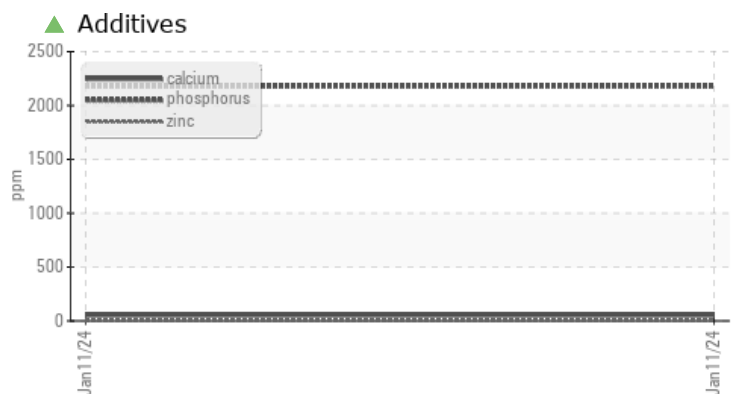 Additives
2500
2000
1500
1000
500
0
ppm
calcium
phosphorus
zinc
Jan11/24
Jan11/24